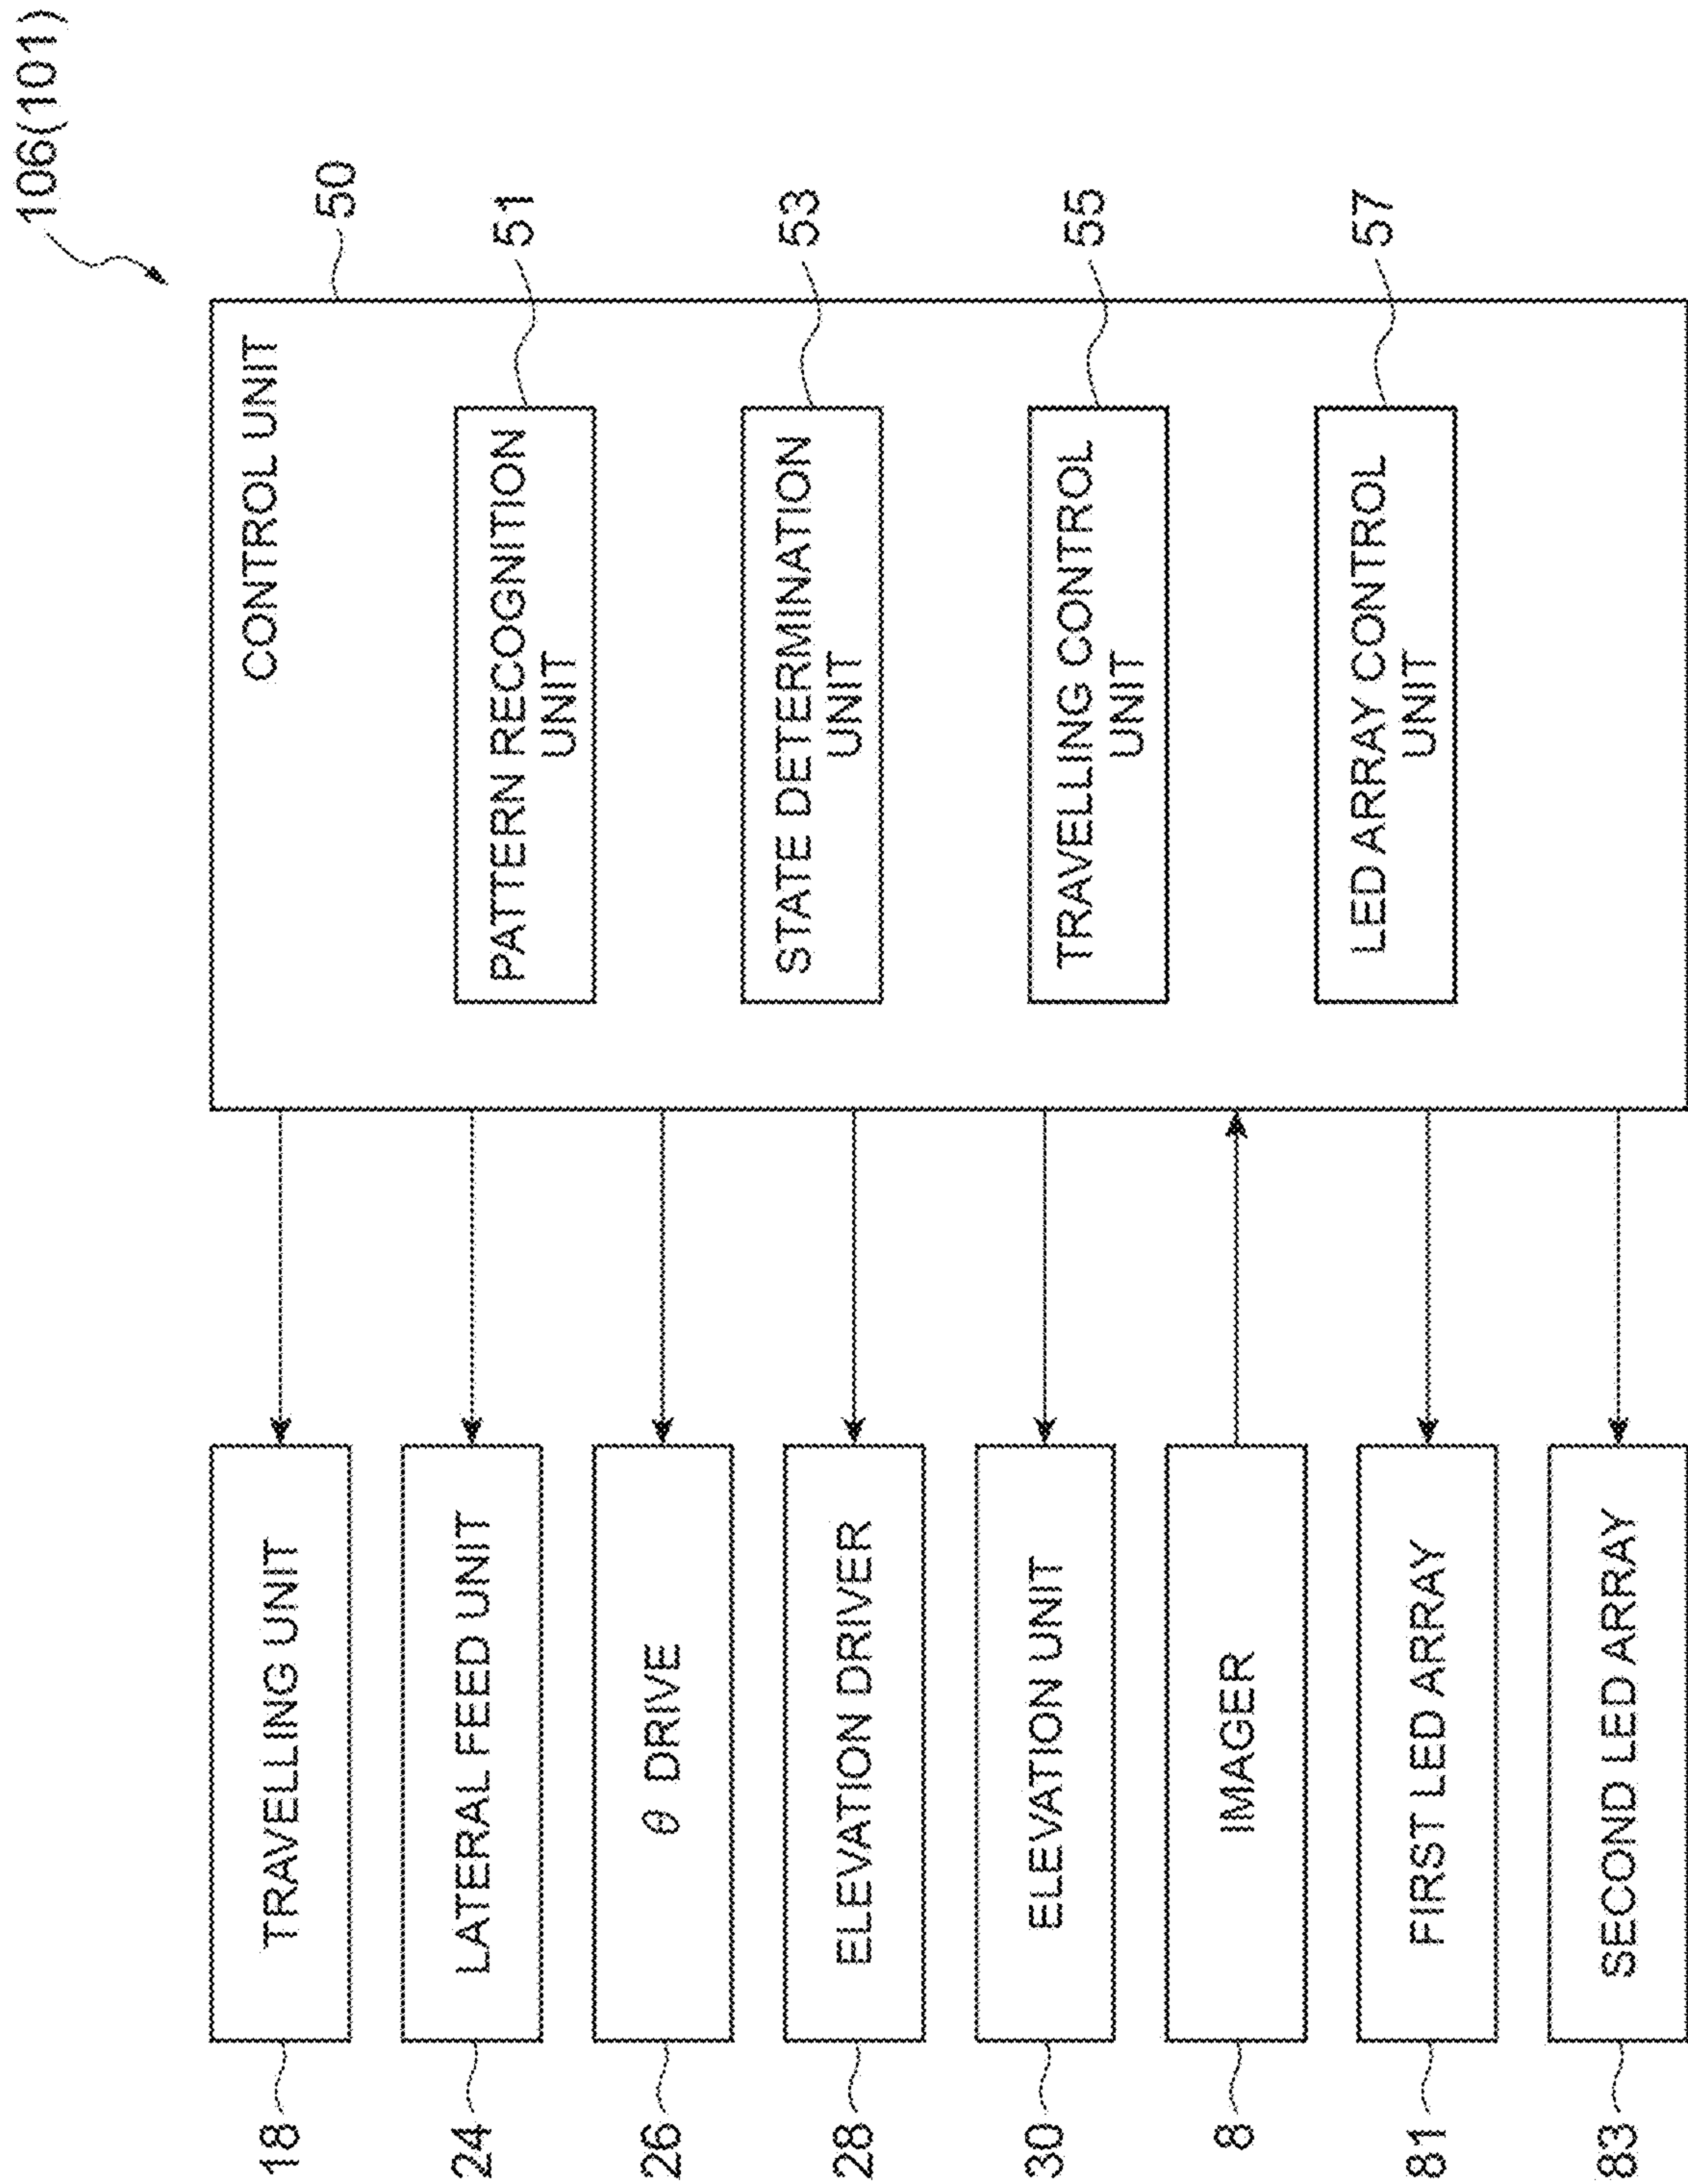 106(101)
50
CONTROL UNIT
18
TRAVELLING UNIT
24
LATERAL FEED UNIT
26
θ DRIVE
28
ELEVATION DRIVER
30
ELEVATION UNIT
8
IMAGER
81
FIRST LED ARRAY
83
SECOND LED ARRAY
PATTERN RECOGNITION
UNIT
51
STATE DETERMINATION
UNIT
53
TRAVELLING CONTROL
UNIT
55
LED ARRAY CONTROL
UNIT
57